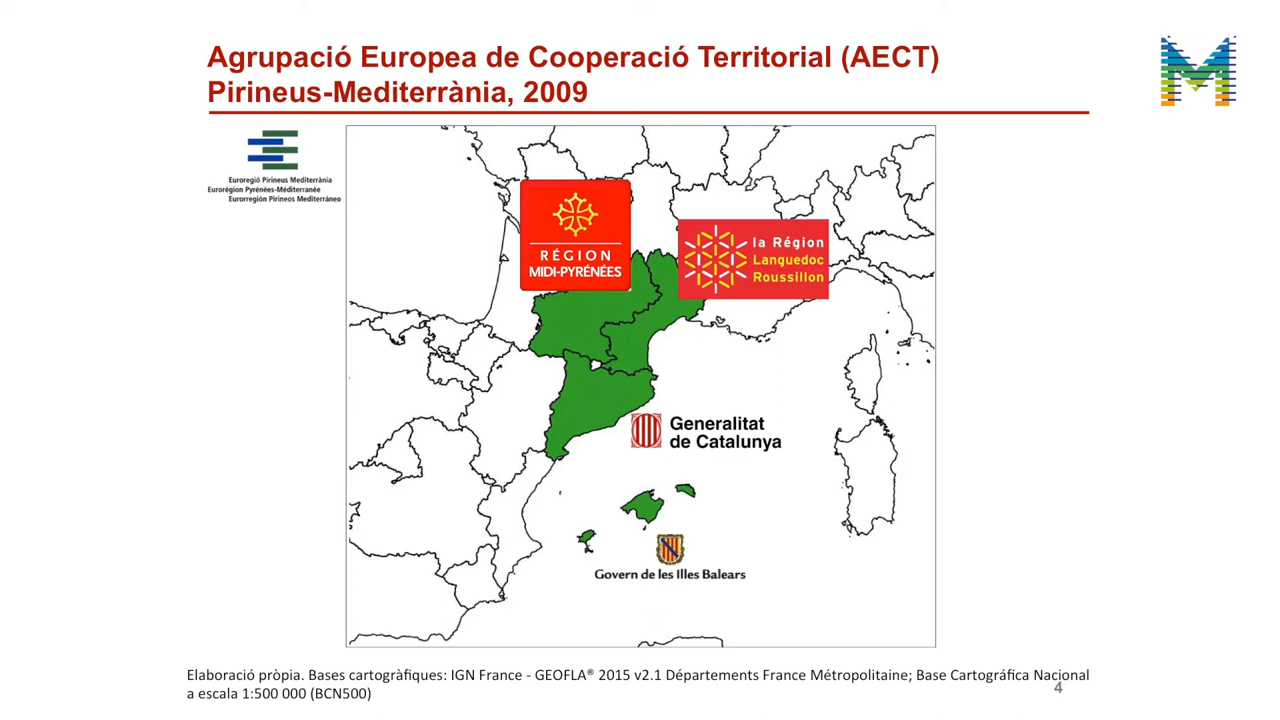 Agrupació Europea de Cooperació Territorial (AECT)
Pirineus-Mediterrània, 2009
Euroregió Pirineus Mediterrània
Eurorégion Pyrénées-Méditerranée
Eurorregión Pirineos Mediterráneo
RÉGION
MIDI-PYRÉNÉES
la Région
Languedoc
Roussillon
Generalitat
de Catalunya
Govern de les Illes Balears
Elaboració pròpia. Bases cartogràfiques: IGN France - GEOFLA® 2015 v2.1 Départements France Métropolitaine; Base Cartográfica Nacional
a escala 1:500 000 (BCN500)
4